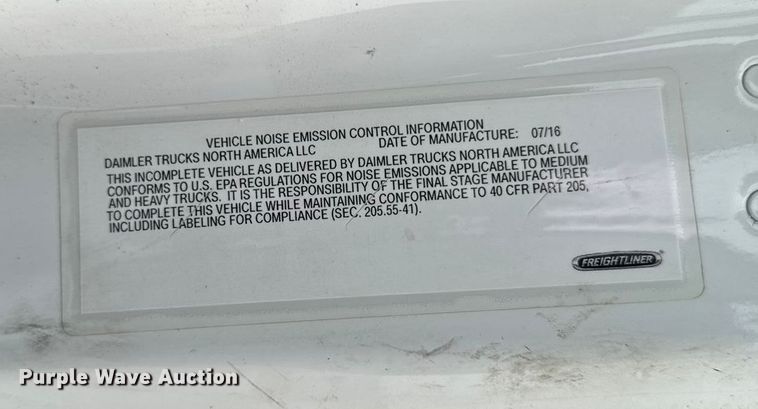 VEHICLE NOISE EMISSION CONTROL INFORMATION
DAIMLER TRUCKS NORTH AMERICA LLC DATE OF MANUFACTURE: 07/16
THIS INCOMPLETE VEHICLE AS DELIVERED BY DAIMLER TRUCKS NORTH AMERICA LLC
CONFORMS TO U.S. EPA REGULATIONS FOR NOISE EMISSIONS APPLICABLE TO MEDIUM
AND HEAVY TRUCKS. IT IS THE RESPONSIBILITY OF THE FINAL STAGE MANUFACTURER
TO COMPLETE THIS VEHICLE WHILE MAINTAINING CONFORMANCE TO 40 CFR PART 205,
INCLUDING LABELING FOR COMPLIANCE (SEC. 205.55-41).
FREIGHTLINER
Purple Wave Auction